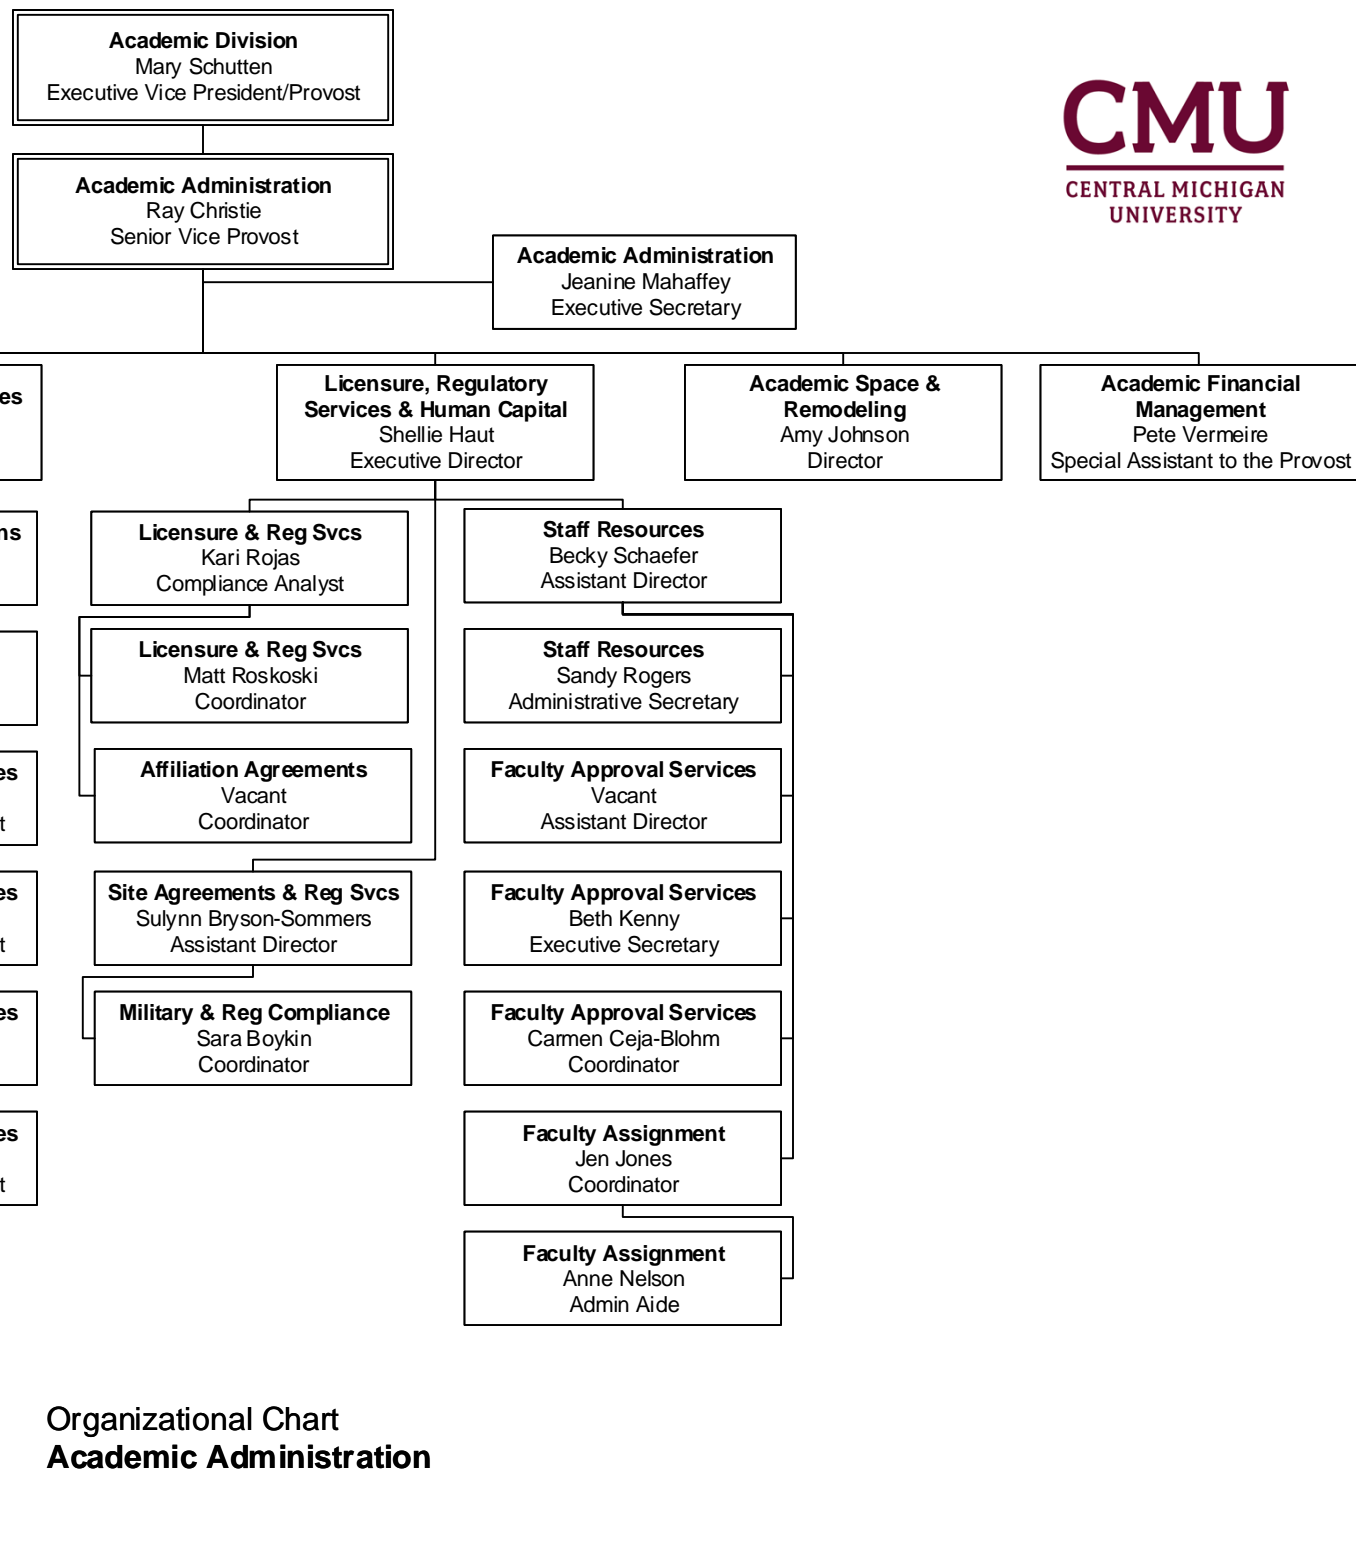 Academic Division
Mary Schutten
Executive Vice President/Provost
CMU
CENTRAL MICHIGAN
UNIVERSITY
Academic Administration
Ray Christie
Senior Vice Provost
Academic Administration
Jeanine Mahaffey
Executive Secretary
es
Licensure, Regulatory
Services & Human Capital
Shellie Haut
Executive Director
Academic Space &
Remodeling
Amy Johnson
Director
Academic Financial
Management
Pete Vermeire
Special Assistant to the Provost
ns
Licensure & Reg Svcs
Kari Rojas
Compliance Analyst
Staff Resources
Becky Schaefer
Assistant Director
Licensure & Reg Svcs
Matt Roskoski
Coordinator
Staff Resources
Sandy Rogers
Administrative Secretary
es
t
Affiliation Agreements
Vacant
Coordinator
Faculty Approval Services
Vacant
Assistant Director
es
t
Site Agreements & Reg Svcs
Sulynn Bryson-Sommers
Assistant Director
Faculty Approval Services
Beth Kenny
Executive Secretary
es
Military & Reg Compliance
Sara Boykin
Coordinator
Faculty Approval Services
Carmen Ceja-Blohm
Coordinator
es
t
Faculty Assignment
Jen Jones
Coordinator
Faculty Assignment
Anne Nelson
Admin Aide
Organizational Chart
Academic Administration